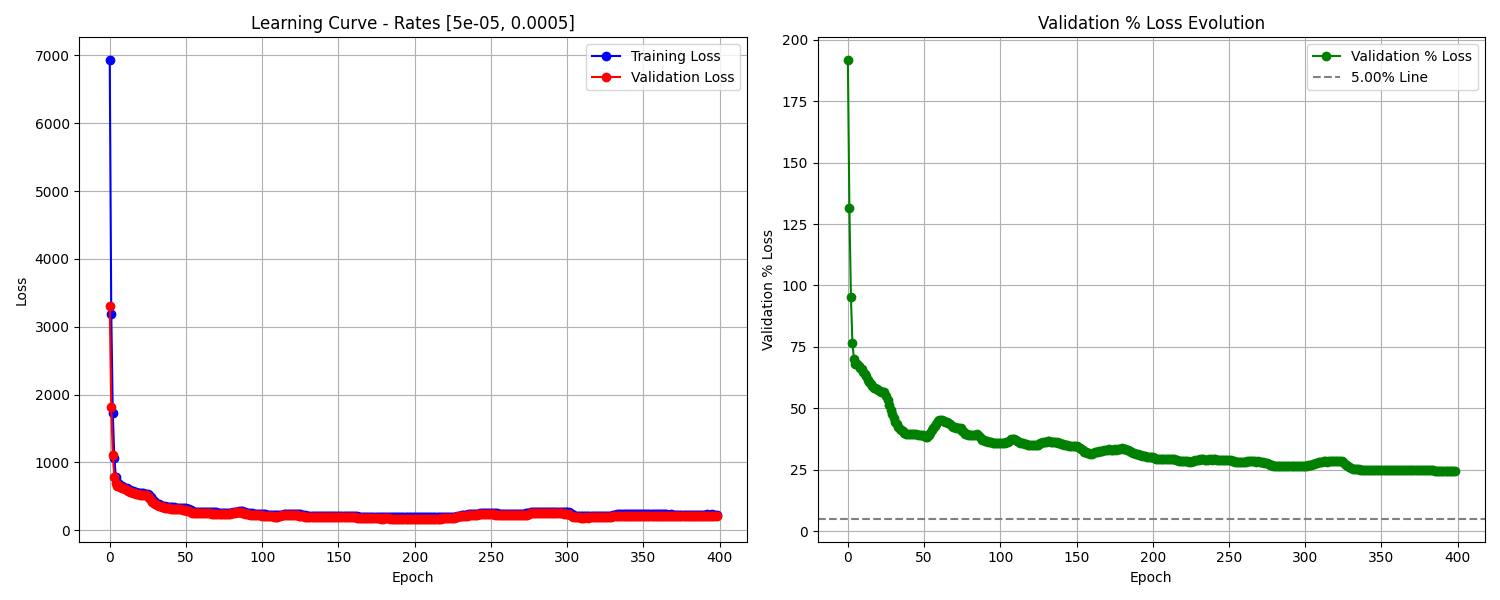 Learning Curve - Rates [5e-05, 0.0005]
Training Loss
Validation Loss
7000
6000
5000
4000
3000
2000
1000
0
Loss
0 50 100 150 200 250 300 350 400
Epoch
Validation % Loss Evolution
Validation % Loss
5.00% Line
200
175
150
125
100
75
50
25
0
Validation % Loss
0 50 100 150 200 250 300 350 400
Epoch